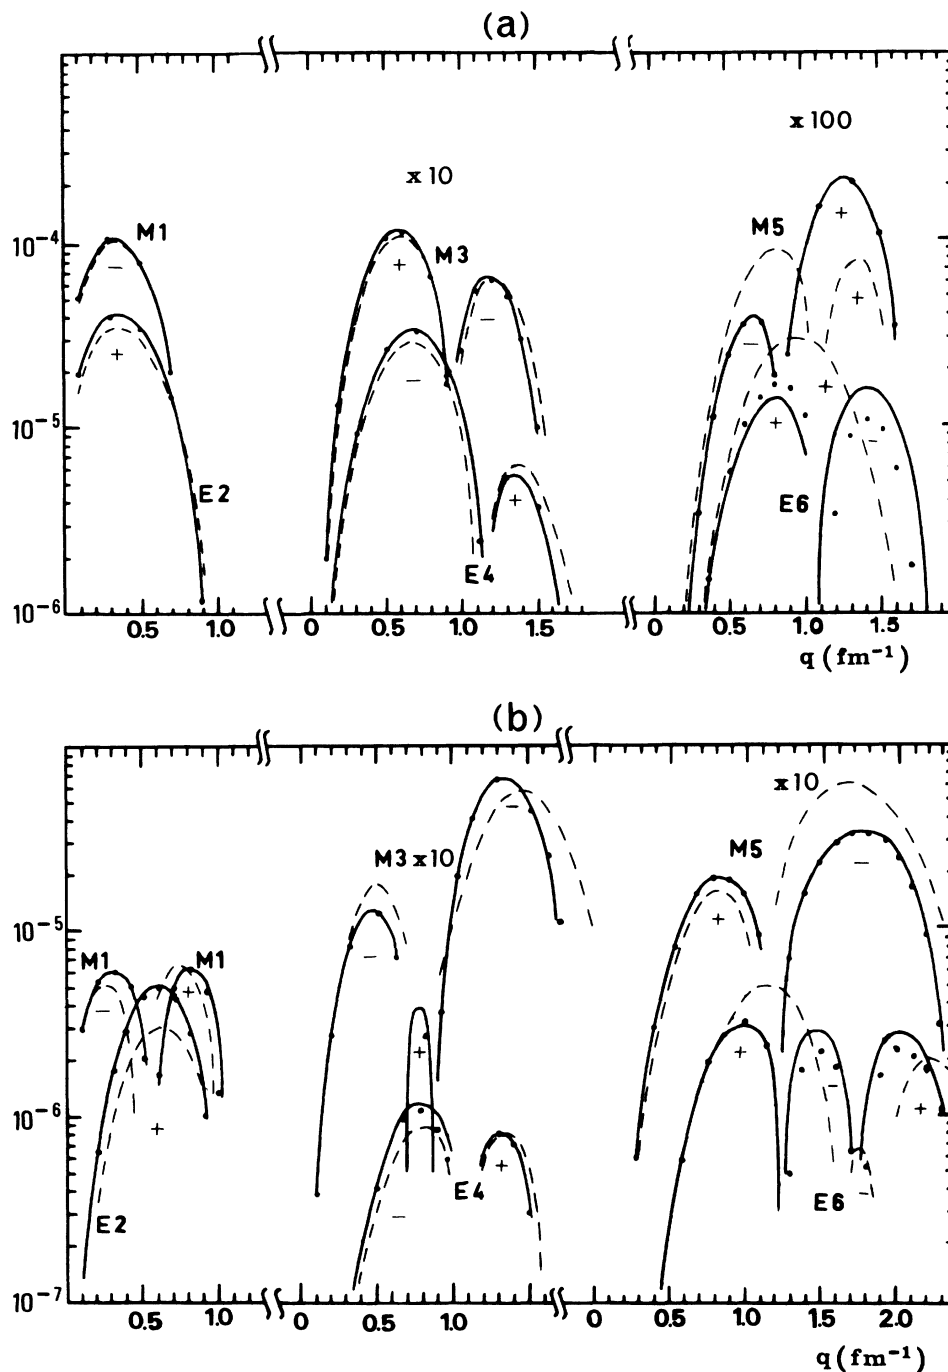 (a)
x 10
x 100
M1
M3
M5
10⁻⁴
−
+
−
+
−
+
+
−
+
+
+
−
10⁻⁵
E2
E4
E6
10⁻⁶
0.5 1.0 0 0.5 1.0 1.5 0 0.5 1.0 1.5
q (fm⁻¹)
(b)
x 10
M3 x 10
M5
10⁻⁵
M1
M1
−
+
−
+
−
+
−
+
−
10⁻⁶
+
−
+
+
−
E2
E4
E6
10⁻⁷
0.5 1.0 0 0.5 1.0 0 0.5 1.0 1.5 2.0
q (fm⁻¹)